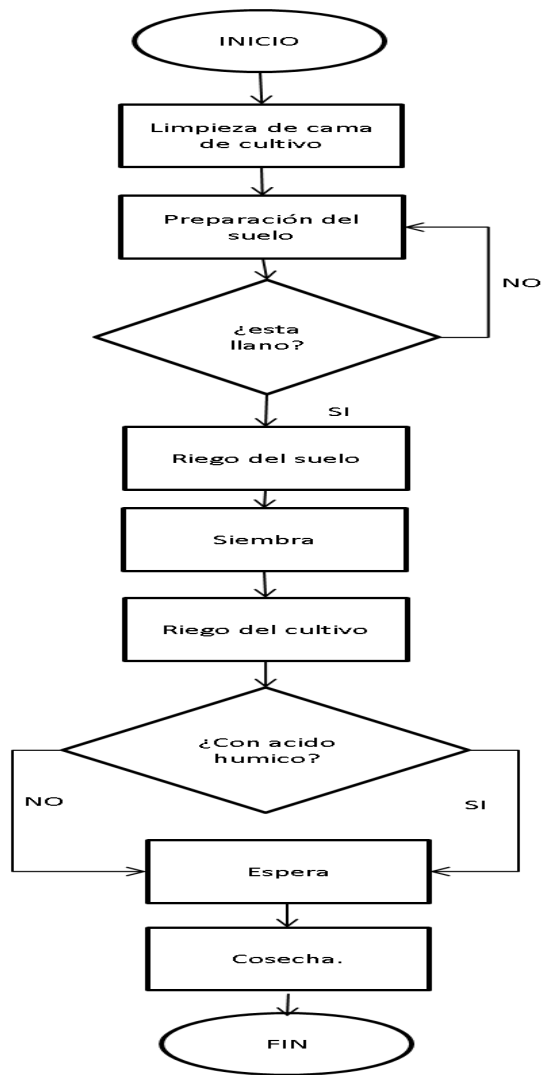 INICIO
Limpieza de cama
de cultivo
Preparación del
suelo
NO
¿esta
llano?
SI
Riego del suelo
Siembra
Riego del cultivo
¿Con acido
humico?
NO
SI
Espera
Cosecha.
FIN